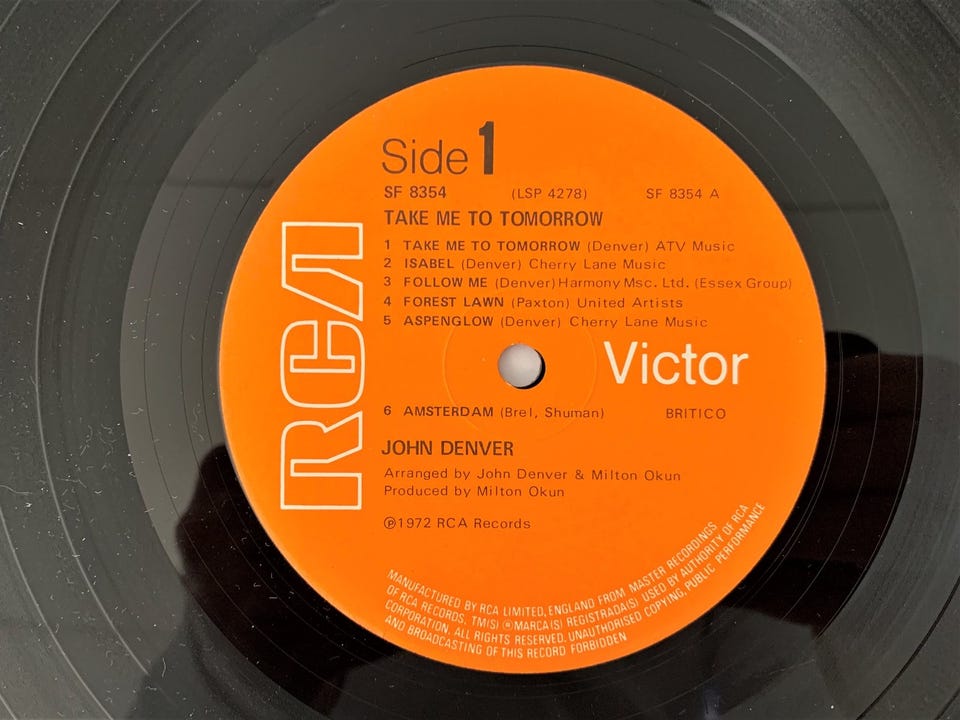 Side 1
SF 8354 (LSP 4278) SF 8354 A
TAKE ME TO TOMORROW
1 TAKE ME TO TOMORROW (Denver) ATV Music
2 ISABEL (Denver) Cherry Lane Music
3 FOLLOW ME (Denver) Harmony Msc. Ltd. (Essex Group)
4 FOREST LAWN (Paxton) United Artists
5 ASPENGLOW (Denver) Cherry Lane Music
RCA
Victor
6 AMSTERDAM (Brel, Shuman) BRITICO
JOHN DENVER
Arranged by John Denver & Milton Okun
Produced by Milton Okun
℗1972 RCA Records
MANUFACTURED BY RCA LIMITED, ENGLAND FROM MASTER RECORDINGS
OF RCA RECORDS. TM(S) ® MARCA(S) REGISTRADA(S) USED BY AUTHORITY OF RCA
CORPORATION. ALL RIGHTS RESERVED. UNAUTHORISED COPYING, PUBLIC PERFORMANCE
AND BROADCASTING OF THIS RECORD FORBIDDEN